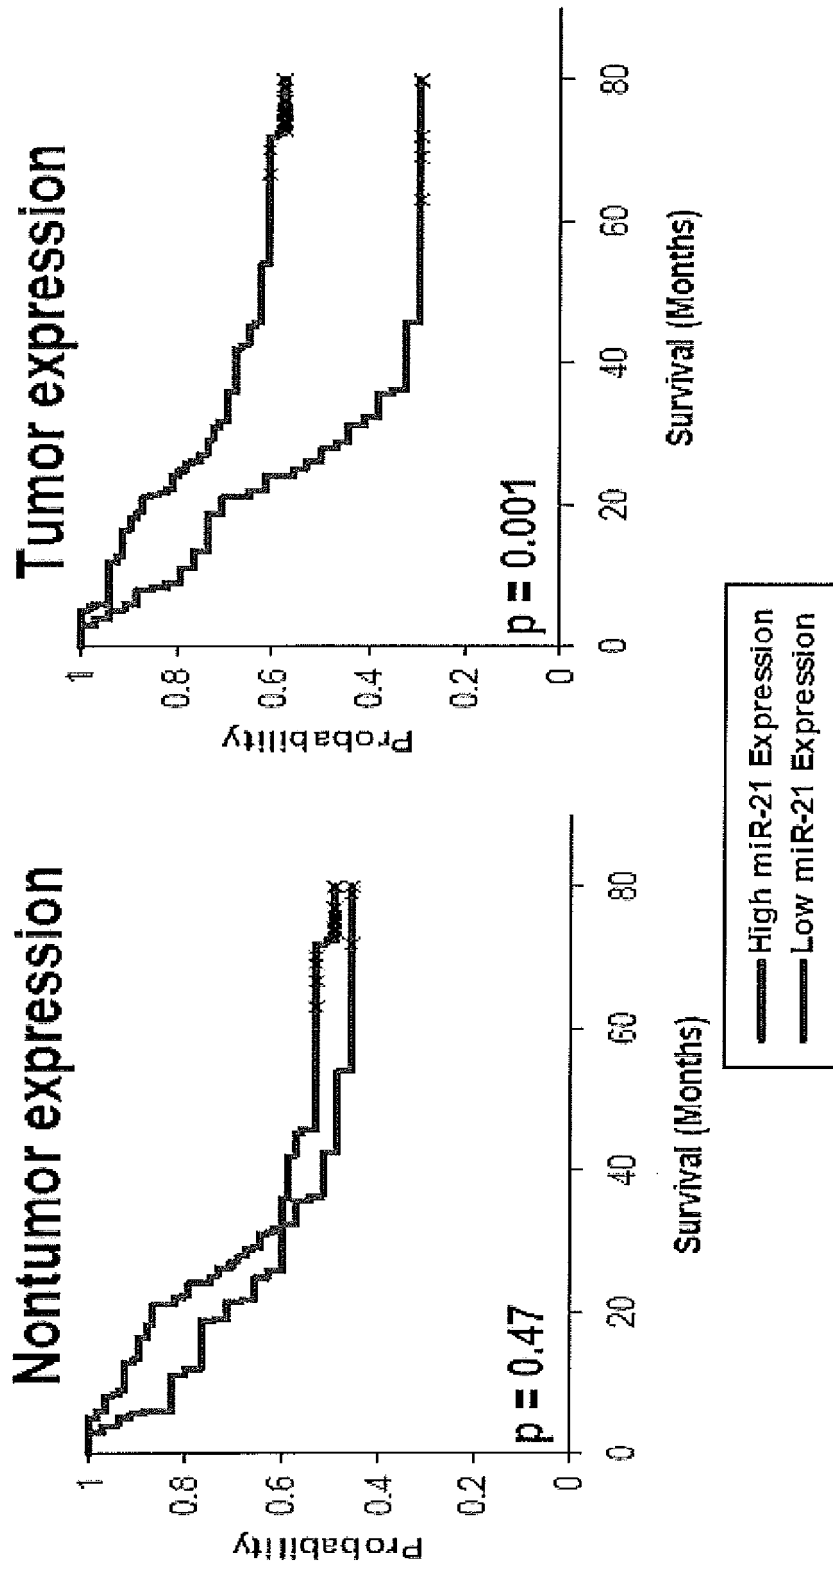 Nontumor expression
Probability
1
0.8
0.6
0.4
0.2
0
p = 0.47
0
20
40
60
80
Survival (Months)
Tumor expression
Probability
1
0.8
0.6
0.4
0.2
0
p = 0.001
0
20
40
60
80
Survival (Months)
High miR-21 Expression
Low miR-21 Expression